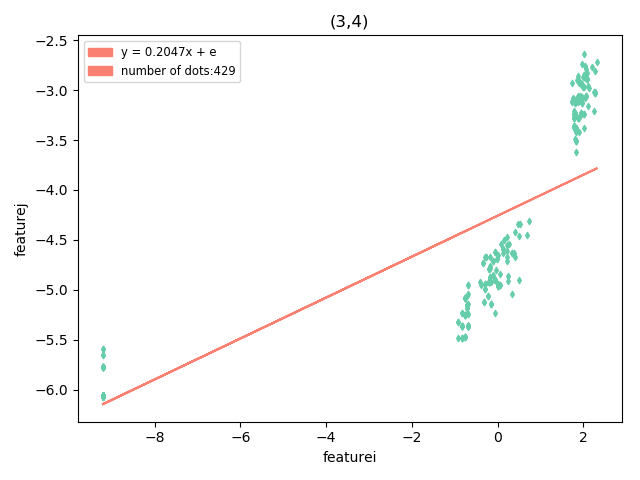 (3,4)
y = 0.2047x + e
number of dots:429
−2.5
−3.0
−3.5
−4.0
−4.5
−5.0
−5.5
−6.0
featurej
−8 −6 −4 −2 0 2
featurei